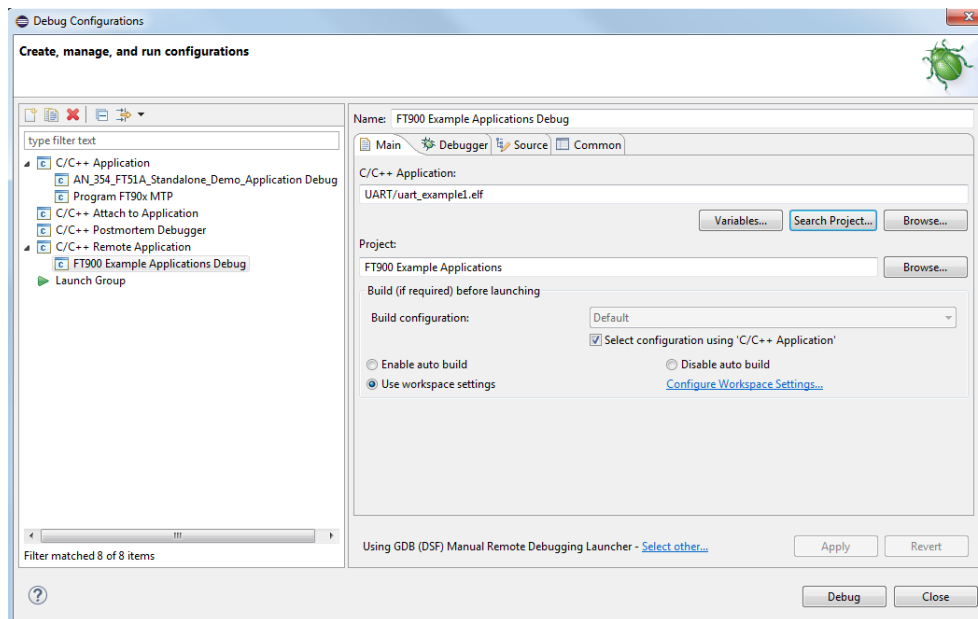 Debug Configurations
Create, manage, and run configurations
type filter text
C/C++ Application
AN_354_FT51A_Standalone_Demo_Application Debug
Program FT90x MTP
C/C++ Attach to Application
C/C++ Postmortem Debugger
C/C++ Remote Application
FT900 Example Applications Debug
Launch Group
Filter matched 8 of 8 items
Name: FT900 Example Applications Debug
Main Debugger Source Common
C/C++ Application:
UART/uart_example1.elf
Variables... Search Project... Browse...
Project:
FT900 Example Applications Browse...
Build (if required) before launching
Build configuration: Default
Select configuration using 'C/C++ Application'
Enable auto build Disable auto build
Use workspace settings Configure Workspace Settings...
Using GDB (DSF) Manual Remote Debugging Launcher - Select other... Apply Revert
Debug Close